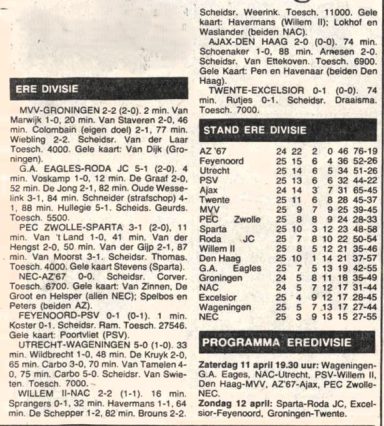 ERE DIVISIE
MVV-GRONINGEN 2-2 (2-0). 2 min. Van
Marwijk 1-0, 20 min. Van Staveren 2-0, 46
min. Colombain (eigen doel) 2-1, 77 min.
Wiebling 2-2. Scheidsr. Van der Laar
Toesch. 4000. Gele kaart: Van Dijk (Gro-
ningen).
G.A. EAGLES-RODA JC 5-1 (2-0). 4
min. Voskamp 1-0, 12 min. De Graaf 2-0,
52 min. De Jong 2-1, 82 min. Oude Wesse-
link 3-1, 84 min. Schneider (strafschop) 4-
1, 88 min. Hullegie 5-1. Scheids. Geurds.
Toesch. 5500.
PEC ZWOLLE-SPARTA 3-1 (2-0), 11
min. Van 't Land 1-0, 41 min. Van der
Hengst 2-0, 50 min. Van der Gijp 2-1, 87
min. Van Moorst 3-1. Scheidsr. Thomas.
Toesch. 4000. Gele kaart Stevens (Sparta).
NEC-AZ'67 0-0. Scheidsr. Corver.
Toesch. 6700. Gele kaart: Van Zinnen, De
Groot en Helsper (allen NEC); Spelbos en
Peters (beiden AZ).
FEYENOORD-PSV 0-1 (0-1). 1 min.
Koster 0-1. Scheidsr. Ram. Toesch. 27546.
Gele kaart: Poortvliet (PSV).
UTRECHT-WAGENINGEN 5-0 (1-0). 33
min. Wildbrecht 1-0, 48 min. De Kruyk 2-0,
65 min. Carbo 3-0, 70 min. Van Tamelen 4-
0, 75 min. Carbo 5-0. Scheidsr. Van Swie-
ten. Toesch. 7000.
WILLEM II-NAC 2-2 (1-1). 16 min.
Sprangers 0-1, 32 min. Havermans 1-1, 64
min. De Schepper 1-2, 82 min. Brouns 2-2.
Scheidsr. Weerink. Toesch. 11000. Gele
kaart: Havermans (Willem II); Lokhof en
Waslander (beiden NAC).
AJAX-DEN HAAG 2-0 (0-0). 74 min.
Schoenaker 1-0, 88 min. Arnesen 2-0.
Scheidsr. Van Ettekoven. Toesch. 6900.
Gele Kaart: Pen en Havenaar (beiden Den
Haag).
TWENTE-EXCELSIOR 0-1 (0-0). 74
min. Rutjes 0-1. Scheidsr. Draaisma.
Toesch. 7000.
STAND ERE DIVISIE
AZ '67 24 22 2 0 46 76-19
Feyenoord 25 15 6 4 36 52-26
Utrecht 25 14 6 5 34 51-26
PSV 25 13 6 6 32 44-22
Ajax 24 14 3 7 31 65-45
Twente 25 11 6 8 28 45-37
MVV 25 9 7 9 25 39-45
PEC Zwolle 25 8 8 9 24 28-33
Sparta 25 10 3 12 23 48-58
Roda JC 25 7 8 10 22 50-54
Willem II 25 8 5 12 21 35-46
Den Haag 25 10 1 14 21 37-57
G.A. Eagles 25 7 5 13 19 42-55
Groningen 24 5 8 11 18 35-49
NAC 24 5 7 12 17 31-44
Excelsior 25 4 9 12 17 28-45
Wageningen 25 5 7 13 17 27-44
NEC 25 3 9 13 15 27-55
PROGRAMMA EREDIVISIE
Zaterdag 11 april 19.30 uur: Wageningen-
G.A. Eages, NAC-Utrecht, PSV-Willem II,
Den Haag-MVV, AZ'67-Ajax, PEC Zwolle-
NEC.
Zondag 12 april: Sparta-Roda JC, Excel-
sior-Feyenoord, Groningen-Twente.